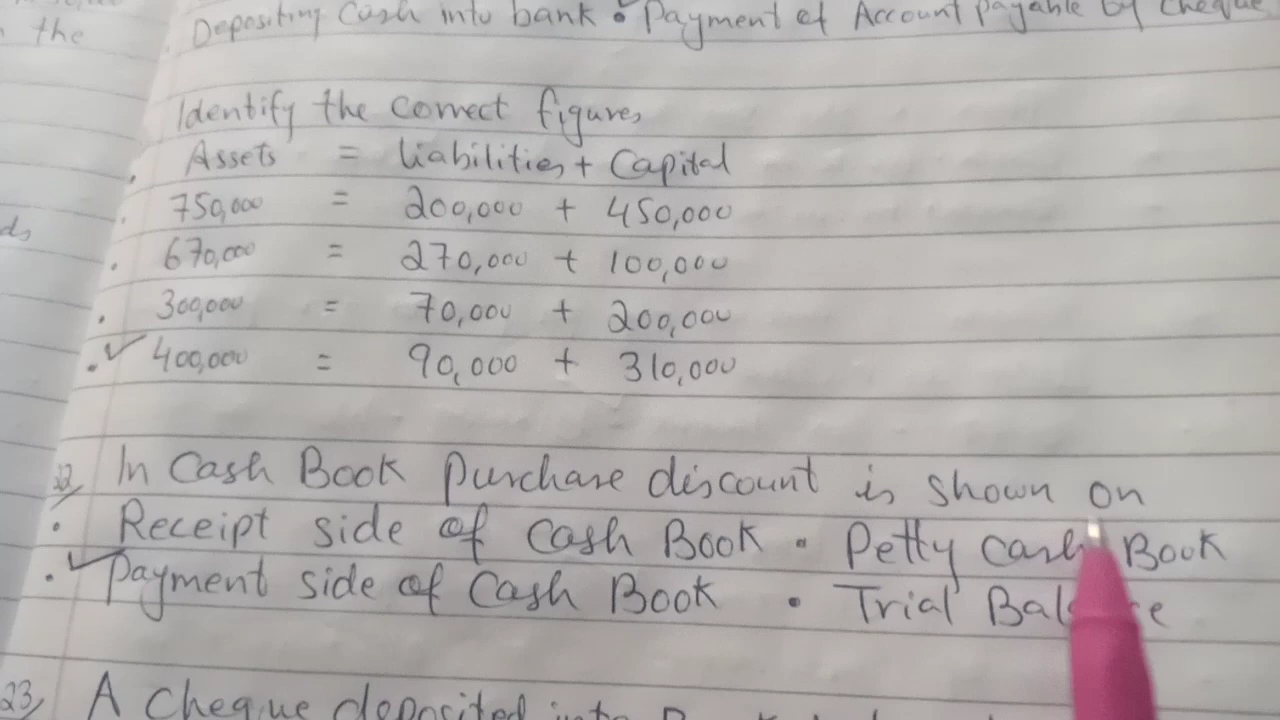 the
Depositing Cash into bank • Payment of Account payable by cheque
Identify the correct figures
• Assets = liabilities + Capital
• 750,000 = 200,000 + 450,000
• 670,000 = 270,000 + 100,000
• 300,000 = 70,000 + 200,000
• ✓ 400,000 = 90,000 + 310,000
22, In Cash Book purchase discount is shown on
• Receipt side of Cash Book • Petty cash Book
• ✓ Payment side of Cash Book • Trial
23, A Cheque deposited into